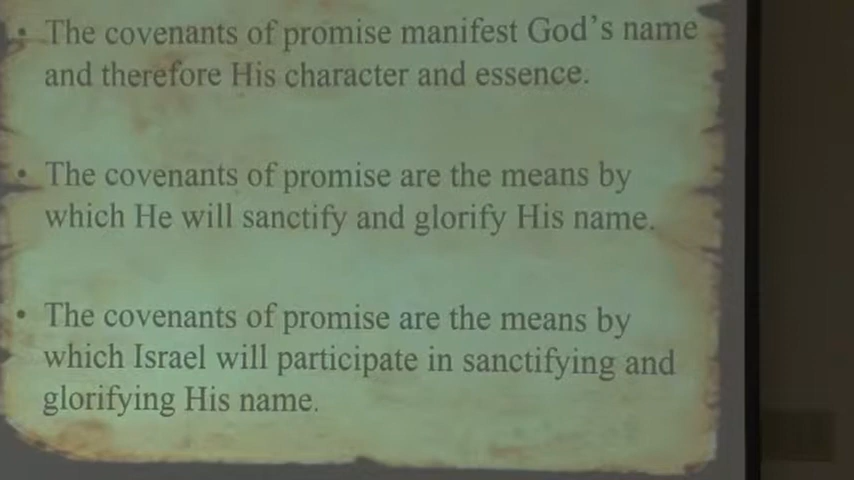 • The covenants of promise manifest God's name
and therefore His character and essence.
• The covenants of promise are the means by
which He will sanctify and glorify His name.
• The covenants of promise are the means by
which Israel will participate in sanctifying and
glorifying His name.